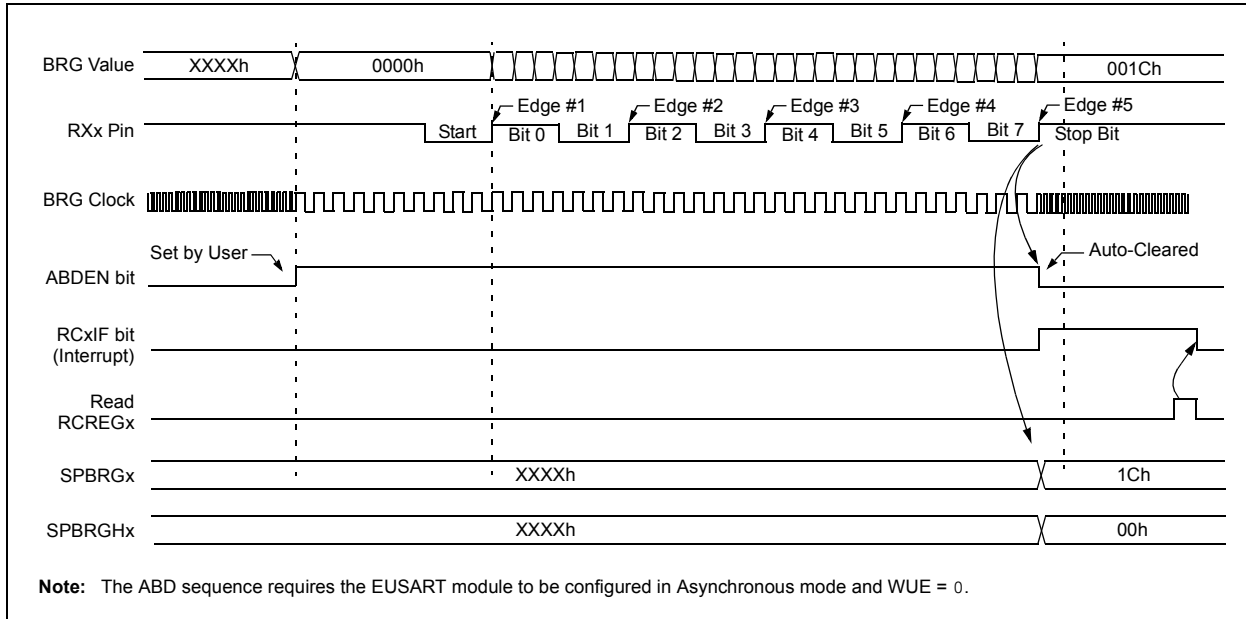 BRG Value XXXXh 0000h 001Ch
Edge #1 Edge #2 Edge #3 Edge #4 Edge #5
RXx Pin Start Bit 0 Bit 1 Bit 2 Bit 3 Bit 4 Bit 5 Bit 6 Bit 7 Stop Bit
BRG Clock
Set by User Auto-Cleared
ABDEN bit
RCxIF bit
(Interrupt)
Read
RCREGx
SPBRGx XXXXh 1Ch
SPBRGHx XXXXh 00h
Note: The ABD sequence requires the EUSART module to be configured in Asynchronous mode and WUE = 0.